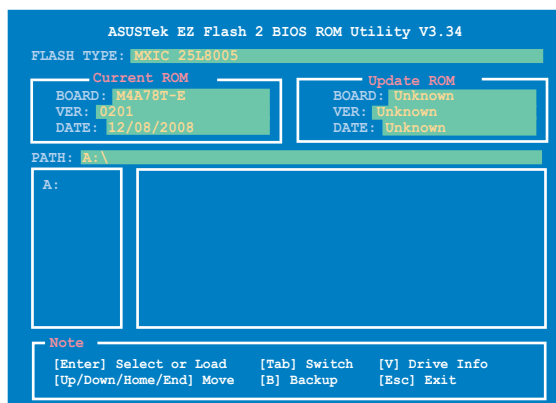 ASUSTek EZ Flash 2 BIOS ROM Utility V3.34
FLASH TYPE: MXIC 25L8005
Current ROM
BOARD: M4A78T-E
VER: 0201
DATE: 12/08/2008
Update ROM
BOARD: Unknown
VER: Unknown
DATE: Unknown
PATH: A:\
A:
Note
[Enter] Select or Load [Tab] Switch [V] Drive Info
[Up/Down/Home/End] Move [B] Backup [Esc] Exit